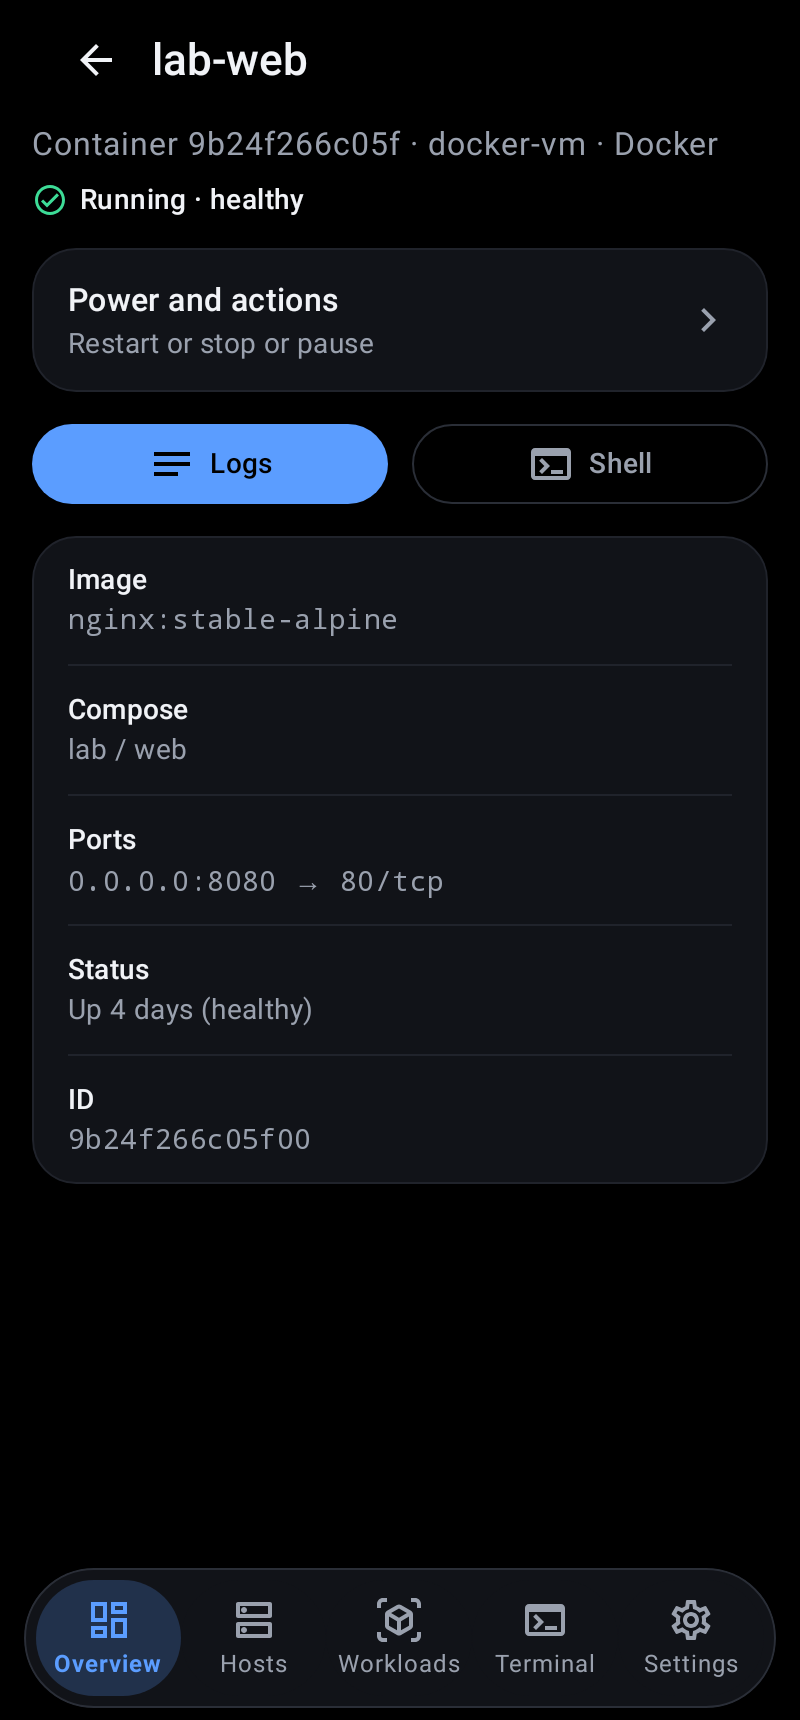 lab-web
Container 9b24f266c05f · docker-vm · Docker
Running · healthy
Power and actions
Restart or stop or pause
Logs
Shell
Image
nginx:stable-alpine
Compose
lab / web
Ports
0.0.0.0:8080 → 80/tcp
Status
Up 4 days (healthy)
ID
9b24f266c05f00
Overview
Hosts
Workloads
Terminal
Settings